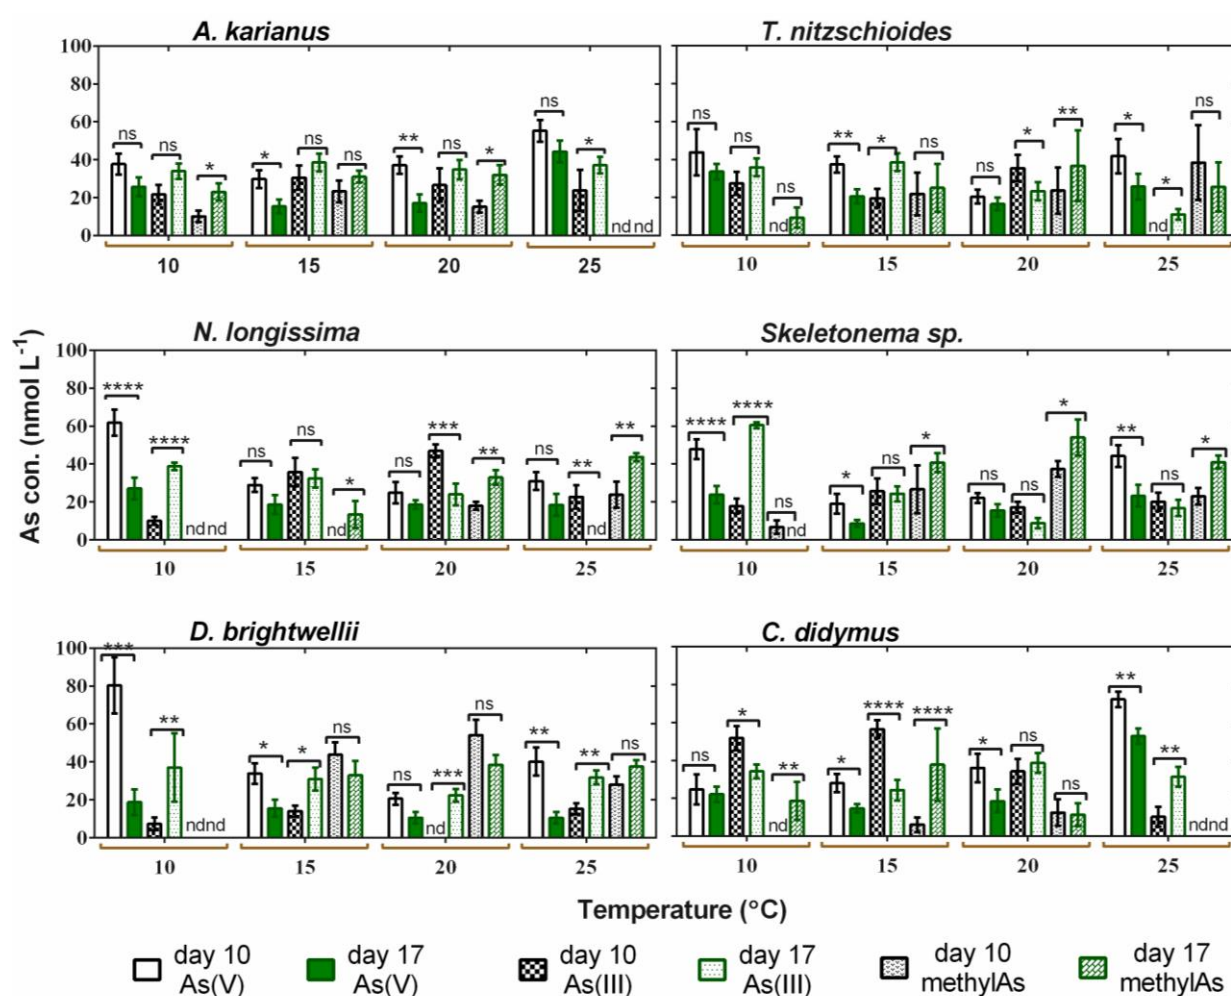 A. karianus
T. nitzschioides
100
80
60
40
20
0
ns
ns
*
*
ns
ns
**
ns
*
ns
*
nd nd
ns
ns
ns
nd
**
*
ns
ns
*
**
*
*
nd
ns
10
15
20
25
10
15
20
25
N. longissima
Skeletonema sp.
As con. (nmol L-1)
100
80
60
40
20
0
****
****
ndnd
ns
ns
*
nd
ns
***
**
ns
**
nd
**
****
****
ns
nd
*
ns
*
ns
ns
*
**
ns
*
10
15
20
25
10
15
20
25
D. brightwellii
C. didymus
100
80
60
40
20
0
***
**
ndnd
*
*
ns
ns
nd
***
ns
**
**
ns
ns
*
nd
**
*
****
****
*
ns
ns
**
**
ndnd
10
15
20
25
10
15
20
25
Temperature (°C)
day 10
As(V)
day 17
As(V)
day 10
As(III)
day 17
As(III)
day 10
methylAs
day 17
methylAs